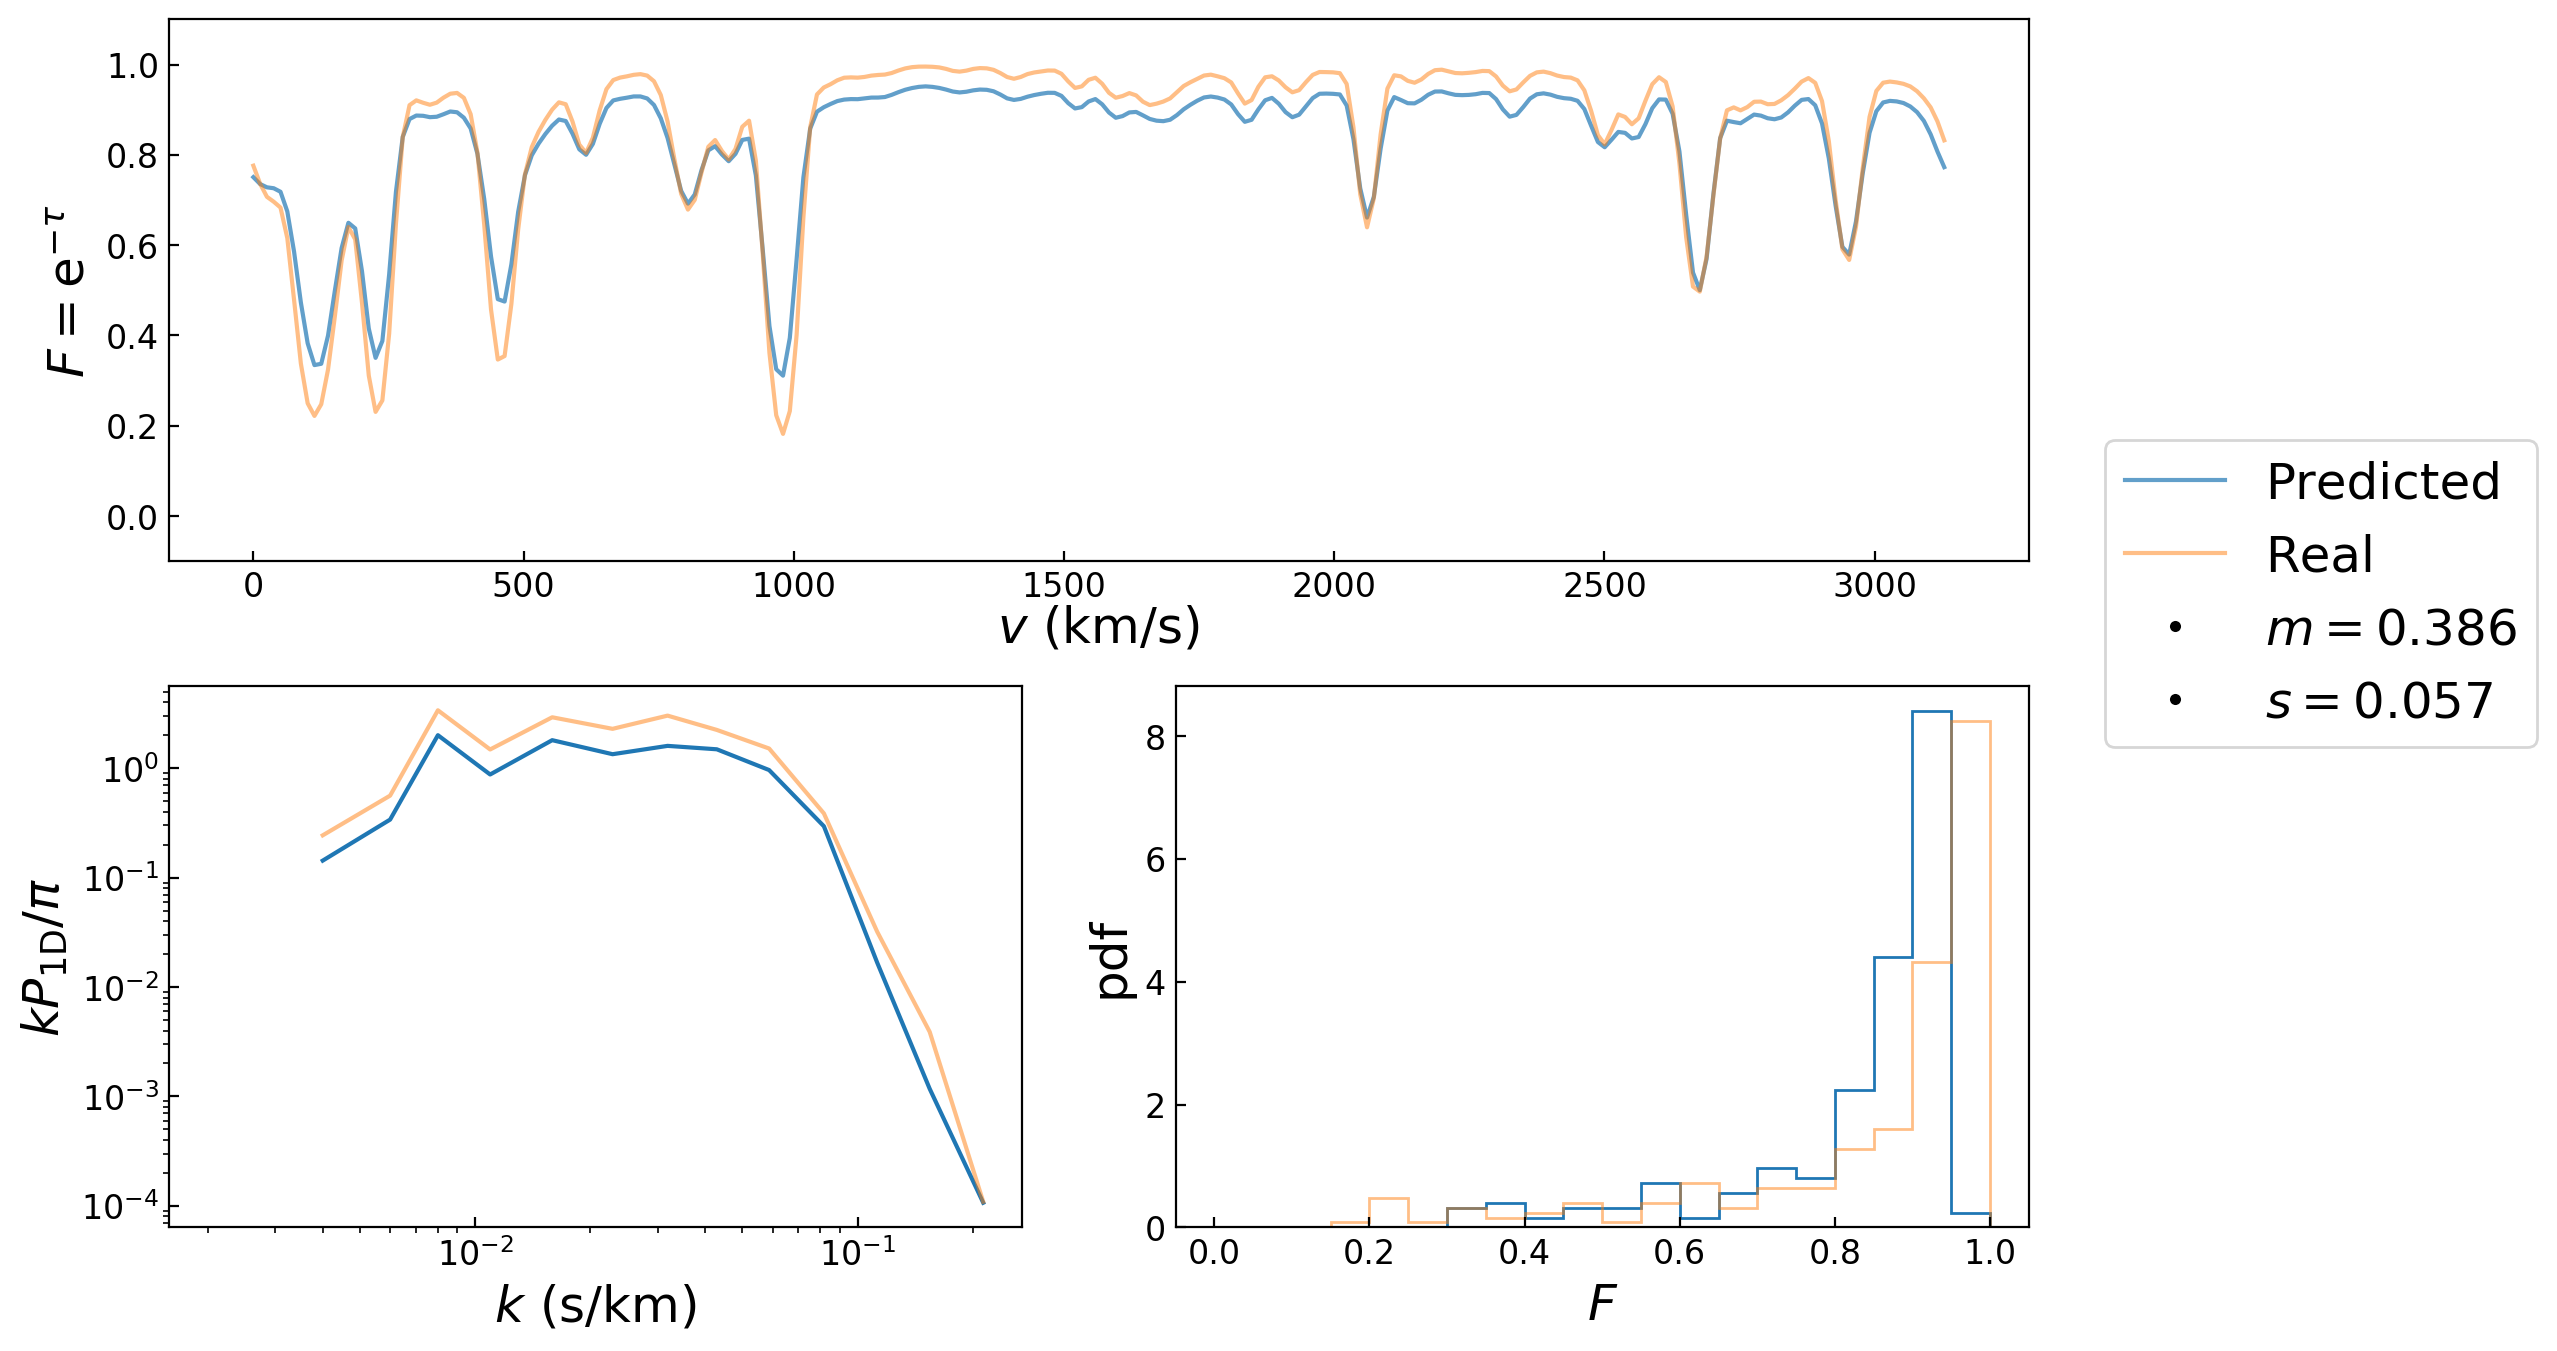 1.0
0.8
0.6
0.4
0.2
0.0
F = e^{-τ}
0 500 1000 1500 2000 2500 3000
v (km/s)
Predicted
Real
m = 0.386
s = 0.057
10⁰
10⁻¹
10⁻²
10⁻³
10⁻⁴
kP_{1D}/π
10⁻² 10⁻¹
k (s/km)
8
6
4
2
0
pdf
0.0 0.2 0.4 0.6 0.8 1.0
F